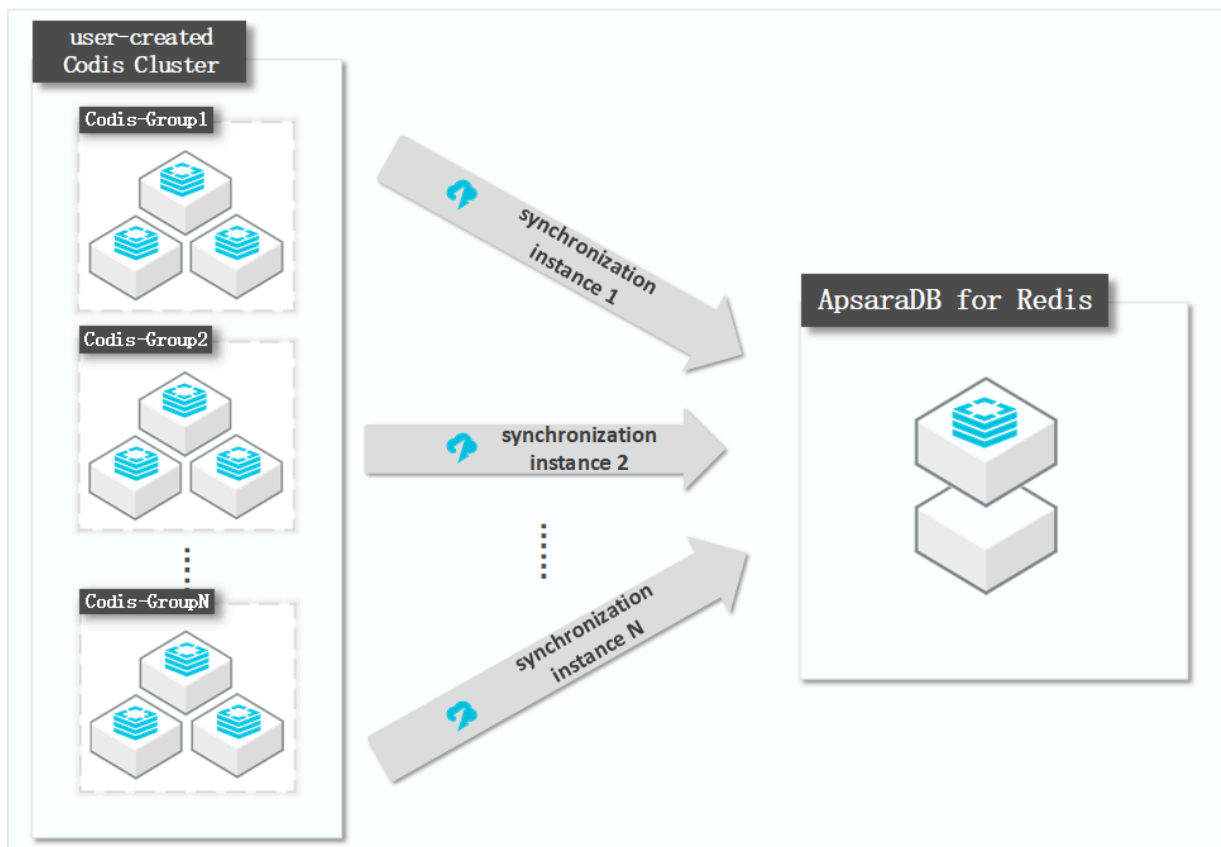 user-created
Codis Cluster
Codis-Group1
synchronization
instance 1
ApsaraDB for Redis
Codis-Group2
synchronization
instance 2
Codis-GroupN
synchronization
instance N